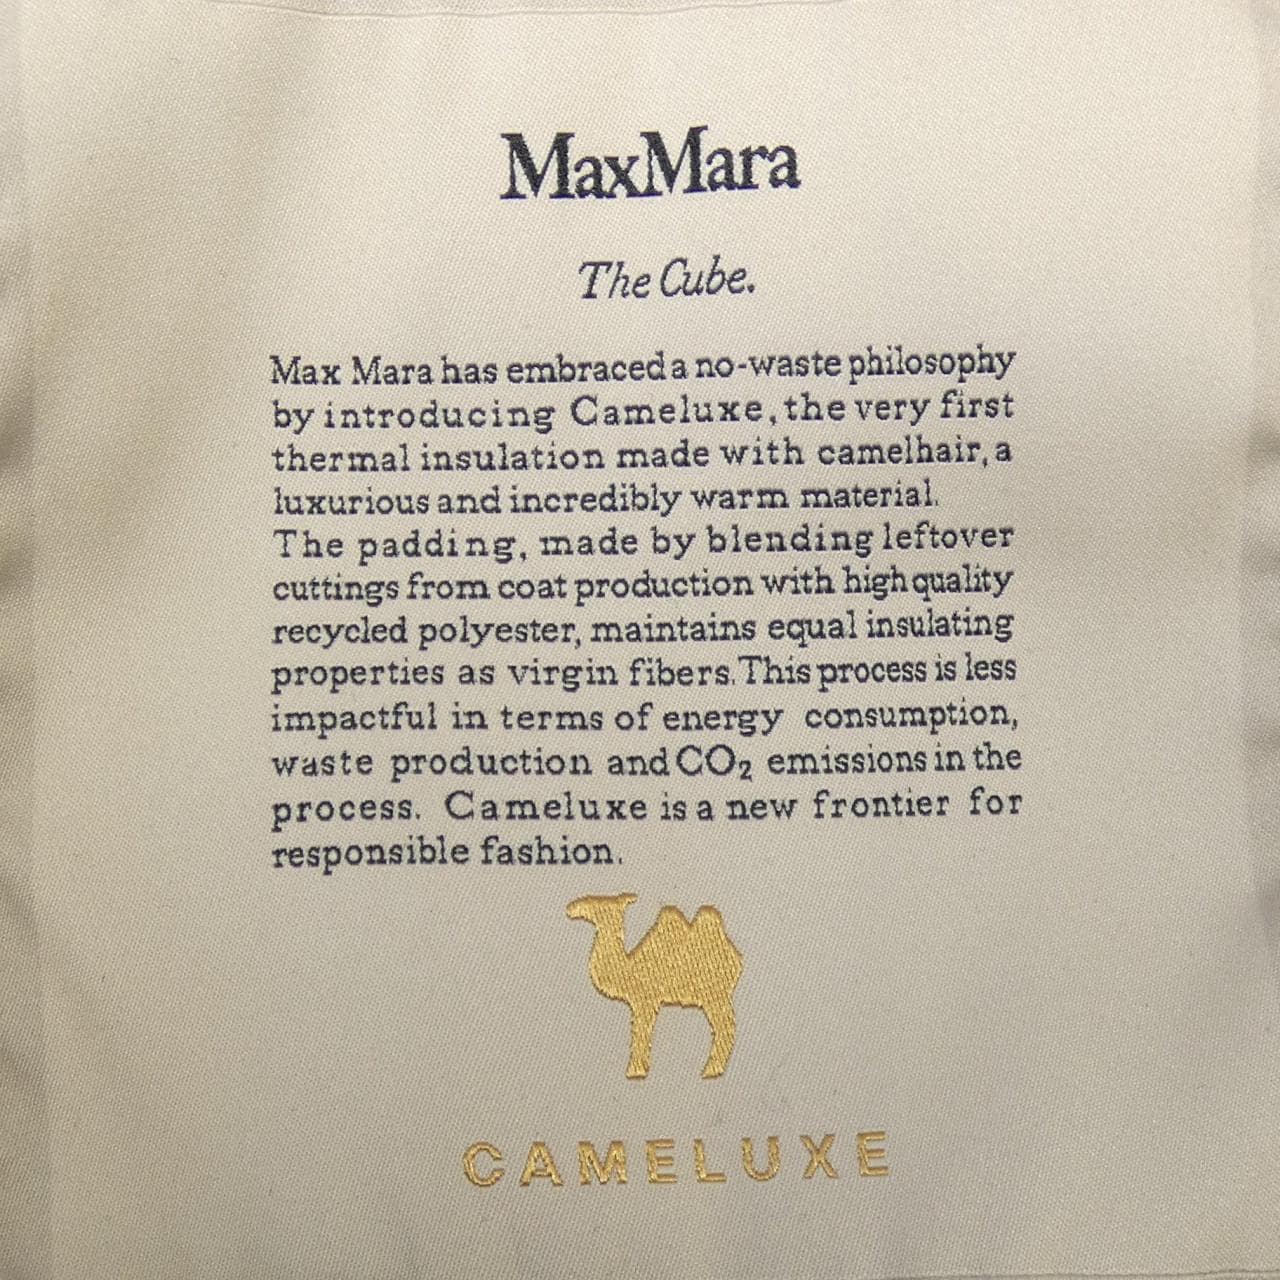 MaxMara
The Cube.
Max Mara has embraced a no-waste philosophy
by introducing Cameluxe, the very first
thermal insulation made with camelhair, a
luxurious and incredibly warm material.
The padding, made by blending leftover
cuttings from coat production with high quality
recycled polyester, maintains equal insulating
properties as virgin fibers. This process is less
impactful in terms of energy consumption,
waste production and CO₂ emissions in the
process. Cameluxe is a new frontier for
responsible fashion.
CAMELUXE